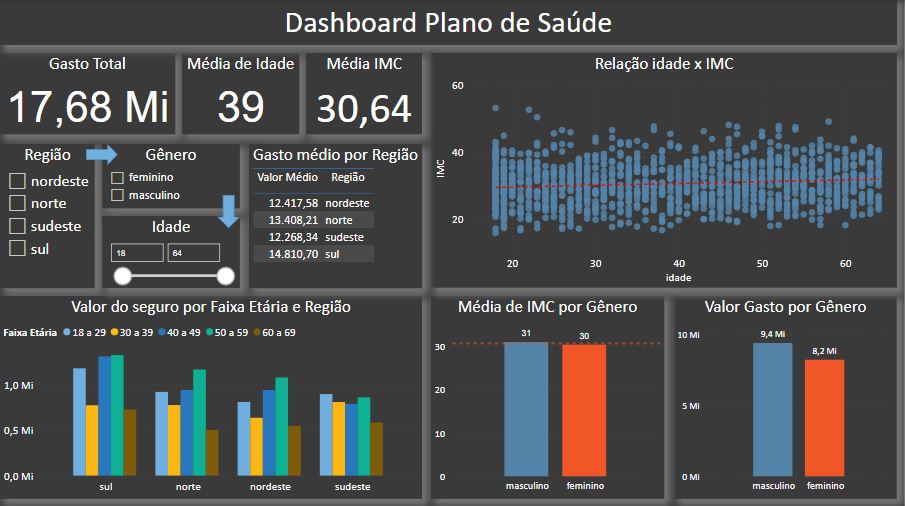 Dashboard Plano de Saúde
Gasto Total
17,68 Mi
Média de Idade
39
Média IMC
30,64
Relação idade x IMC
60
40
20
IMC
20
30
40
50
60
idade
Região
nordeste
norte
sudeste
sul
Gênero
feminino
masculino
Idade
18
64
Gasto médio por Região
Valor Médio Região
12.417,58 nordeste
13.408,21 norte
12.268,34 sudeste
14.810,70 sul
Valor do seguro por Faixa Etária e Região
Faixa Etária 18 a 29 30 a 39 40 a 49 50 a 59 60 a 69
1,0 Mi
0,5 Mi
0,0 Mi
sul
norte
nordeste
sudeste
Média de IMC por Gênero
30
20
10
0
31
30
masculino
feminino
Valor Gasto por Gênero
10 Mi
5 Mi
0 Mi
9,4 Mi
8,2 Mi
masculino
feminino